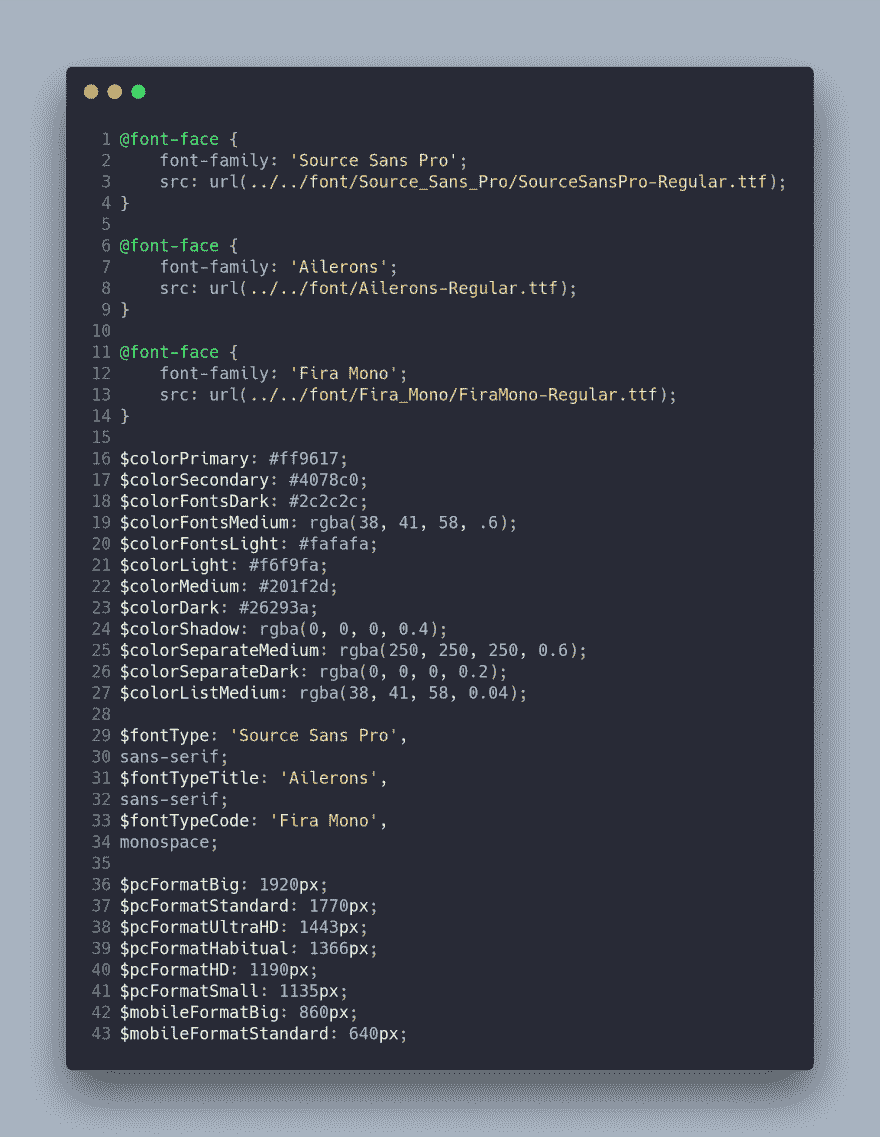 1 @font-face {
2     font-family: 'Source Sans Pro';
3     src: url(../../font/Source_Sans_Pro/SourceSansPro-Regular.ttf);
4 }
5
6 @font-face {
7     font-family: 'Ailerons';
8     src: url(../../font/Ailerons-Regular.ttf);
9 }
10
11 @font-face {
12     font-family: 'Fira Mono';
13     src: url(../../font/Fira_Mono/FiraMono-Regular.ttf);
14 }
15
16 $colorPrimary: #ff9617;
17 $colorSecondary: #4078c0;
18 $colorFontsDark: #2c2c2c;
19 $colorFontsMedium: rgba(38, 41, 58, .6);
20 $colorFontsLight: #fafafa;
21 $colorLight: #f6f9fa;
22 $colorMedium: #201f2d;
23 $colorDark: #26293a;
24 $colorShadow: rgba(0, 0, 0, 0.4);
25 $colorSeparateMedium: rgba(250, 250, 250, 0.6);
26 $colorSeparateDark: rgba(0, 0, 0, 0.2);
27 $colorListMedium: rgba(38, 41, 58, 0.04);
28
29 $fontType: 'Source Sans Pro',
30 sans-serif;
31 $fontTypeTitle: 'Ailerons',
32 sans-serif;
33 $fontTypeCode: 'Fira Mono',
34 monospace;
35
36 $pcFormatBig: 1920px;
37 $pcFormatStandard: 1770px;
38 $pcFormatUltraHD: 1443px;
39 $pcFormatHabitual: 1366px;
40 $pcFormatHD: 1190px;
41 $pcFormatSmall: 1135px;
42 $mobileFormatBig: 860px;
43 $mobileFormatStandard: 640px;